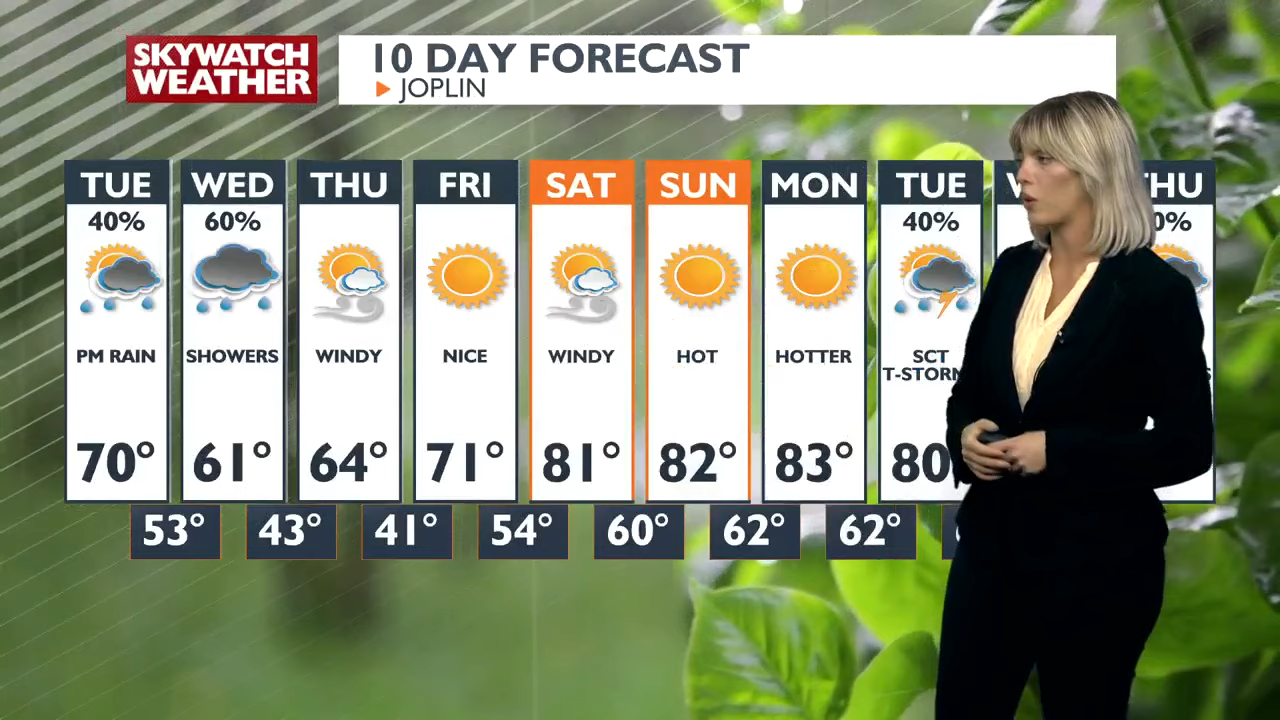 SKYWATCH
WEATHER
10 DAY FORECAST
JOPLIN
TUE WED THU FRI SAT SUN MON TUE
40% 60% 40%
PM RAIN SHOWERS WINDY NICE WINDY HOT HOTTER SCT
70° 61° 64° 71° 81° 82° 83° 80
53° 43° 41° 54° 60° 62° 62°